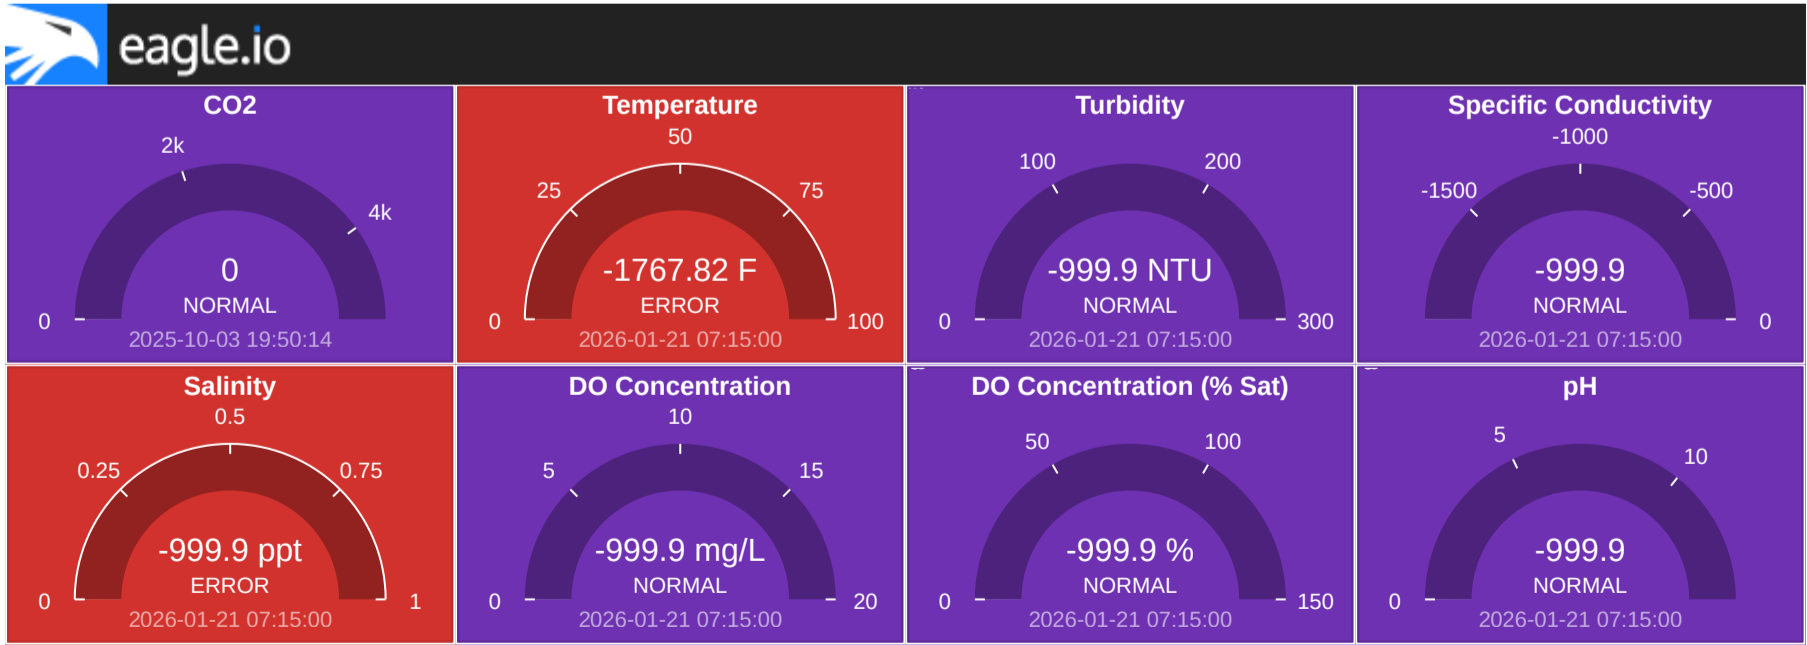 eagle.io
CO2
2k
4k
0
NORMAL
0
2025-10-03 19:50:14
Temperature
50
25
75
-1767.82 F
ERROR
0
100
2026-01-21 07:15:00
Turbidity
100
200
-999.9 NTU
NORMAL
0
300
2026-01-21 07:15:00
Specific Conductivity
-1000
-1500
-500
-999.9
NORMAL
0
2026-01-21 07:15:00
Salinity
0.5
0.25
0.75
-999.9 ppt
ERROR
0
1
2026-01-21 07:15:00
DO Concentration
10
5
15
-999.9 mg/L
NORMAL
0
20
2026-01-21 07:15:00
DO Concentration (% Sat)
50
100
-999.9 %
NORMAL
0
150
2026-01-21 07:15:00
pH
5
10
-999.9
NORMAL
0
2026-01-21 07:15:00